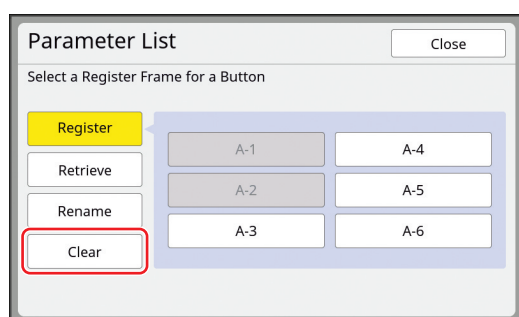 Parameter List
Close
Select a Register Frame for a Button
Register
Retrieve
Rename
Clear
A-1
A-4
A-2
A-5
A-3
A-6